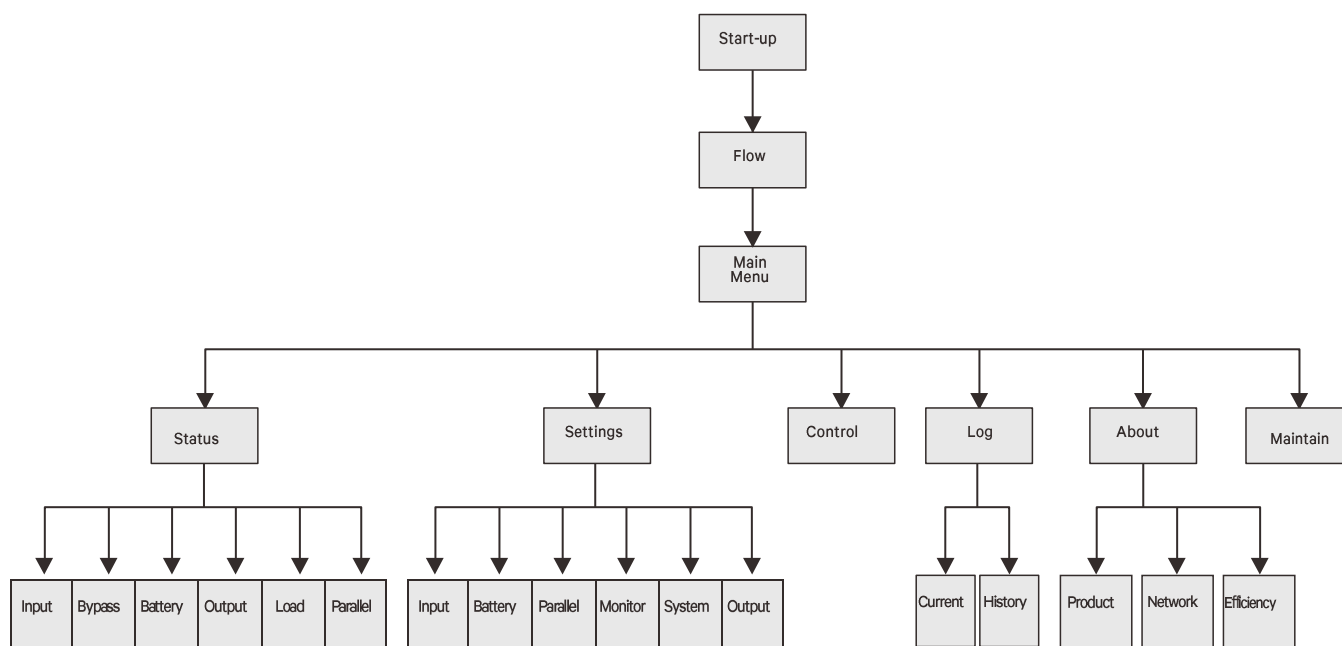 Start-up
Flow
Main
Menu
Status
Settings
Control
Log
About
Maintain
Input
Bypass
Battery
Output
Load
Parallel
Input
Battery
Parallel
Monitor
System
Output
Current
History
Product
Network
Efficiency